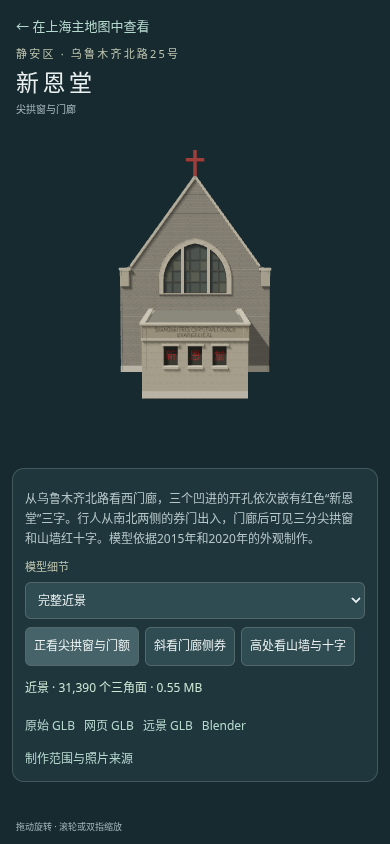 ← 在上海主地图中查看
静安区 · 乌鲁木齐北路25号
新恩堂
尖拱窗与门廊
从乌鲁木齐北路看西门廊，三个凹进的开孔依次嵌有红色“新恩
堂”三字。行人从南北两侧的券门出入，门廊后可见三分尖拱窗
和山墙红十字。模型依据2015年和2020年的外观制作。
模型细节
完整近景
正看尖拱窗与门额 斜看门廊侧券 高处看山墙与十字
近景 · 31,390 个三角面 · 0.55 MB
原始 GLB 网页 GLB 远景 GLB Blender
制作范围与照片来源
拖动旋转 · 滚轮或双指缩放